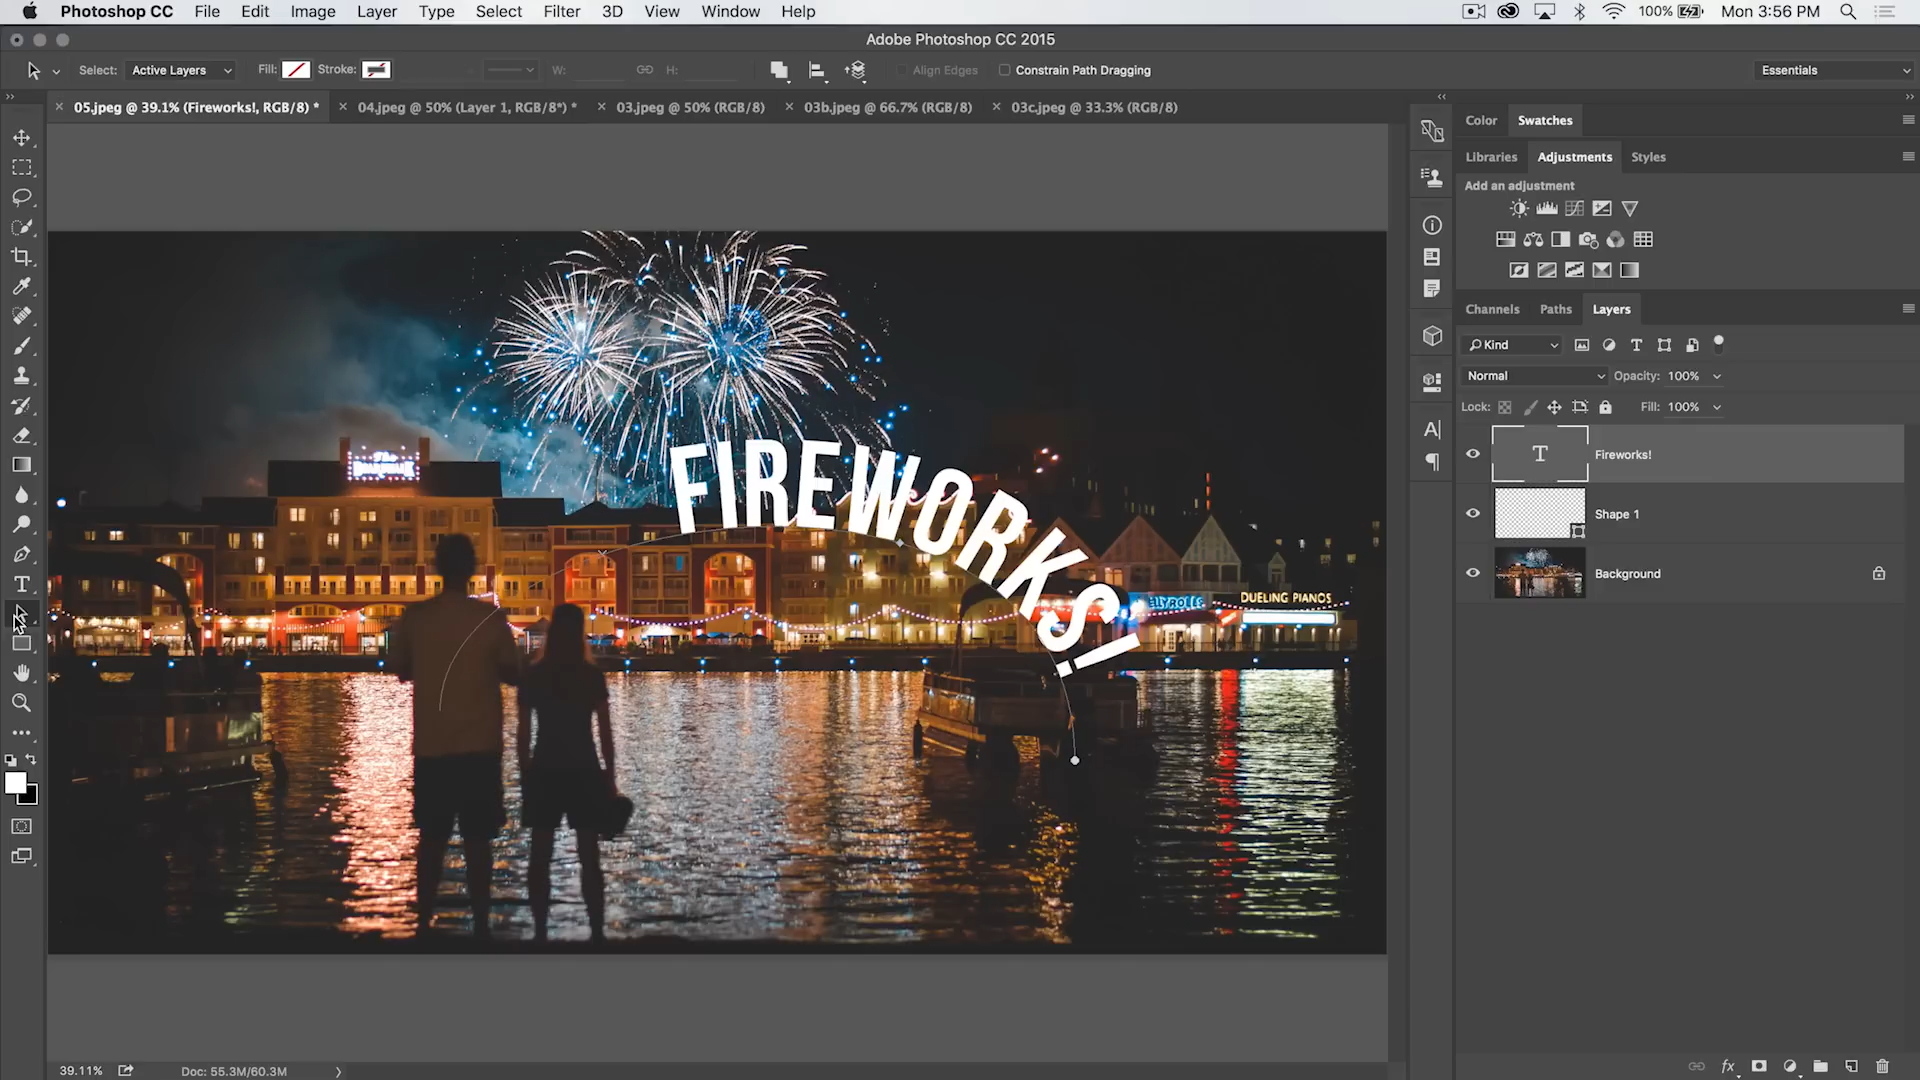 Photoshop CC File Edit Image Layer Type Select Filter 3D View Window Help 100% Mon 3:56 PM
Adobe Photoshop CC 2015
Select: Active Layers Fill: Stroke: W: H: Align Edges Constrain Path Dragging Essentials
05.jpeg @ 39.1% (Fireworks!, RGB/8) * 04.jpeg @ 50% (Layer 1, RGB/8*) * 03.jpeg @ 50% (RGB/8) 03b.jpeg @ 66.7% (RGB/8) 03c.jpeg @ 33.3% (RGB/8)
Color Swatches
Libraries Adjustments Styles
Add an adjustment
Channels Paths Layers
Kind
Normal Opacity: 100%
Lock: Fill: 100%
Fireworks!
Shape 1
Background
FIREWORKS!
DUELING PIANOS
39.11% Doc: 55.3M/60.3M